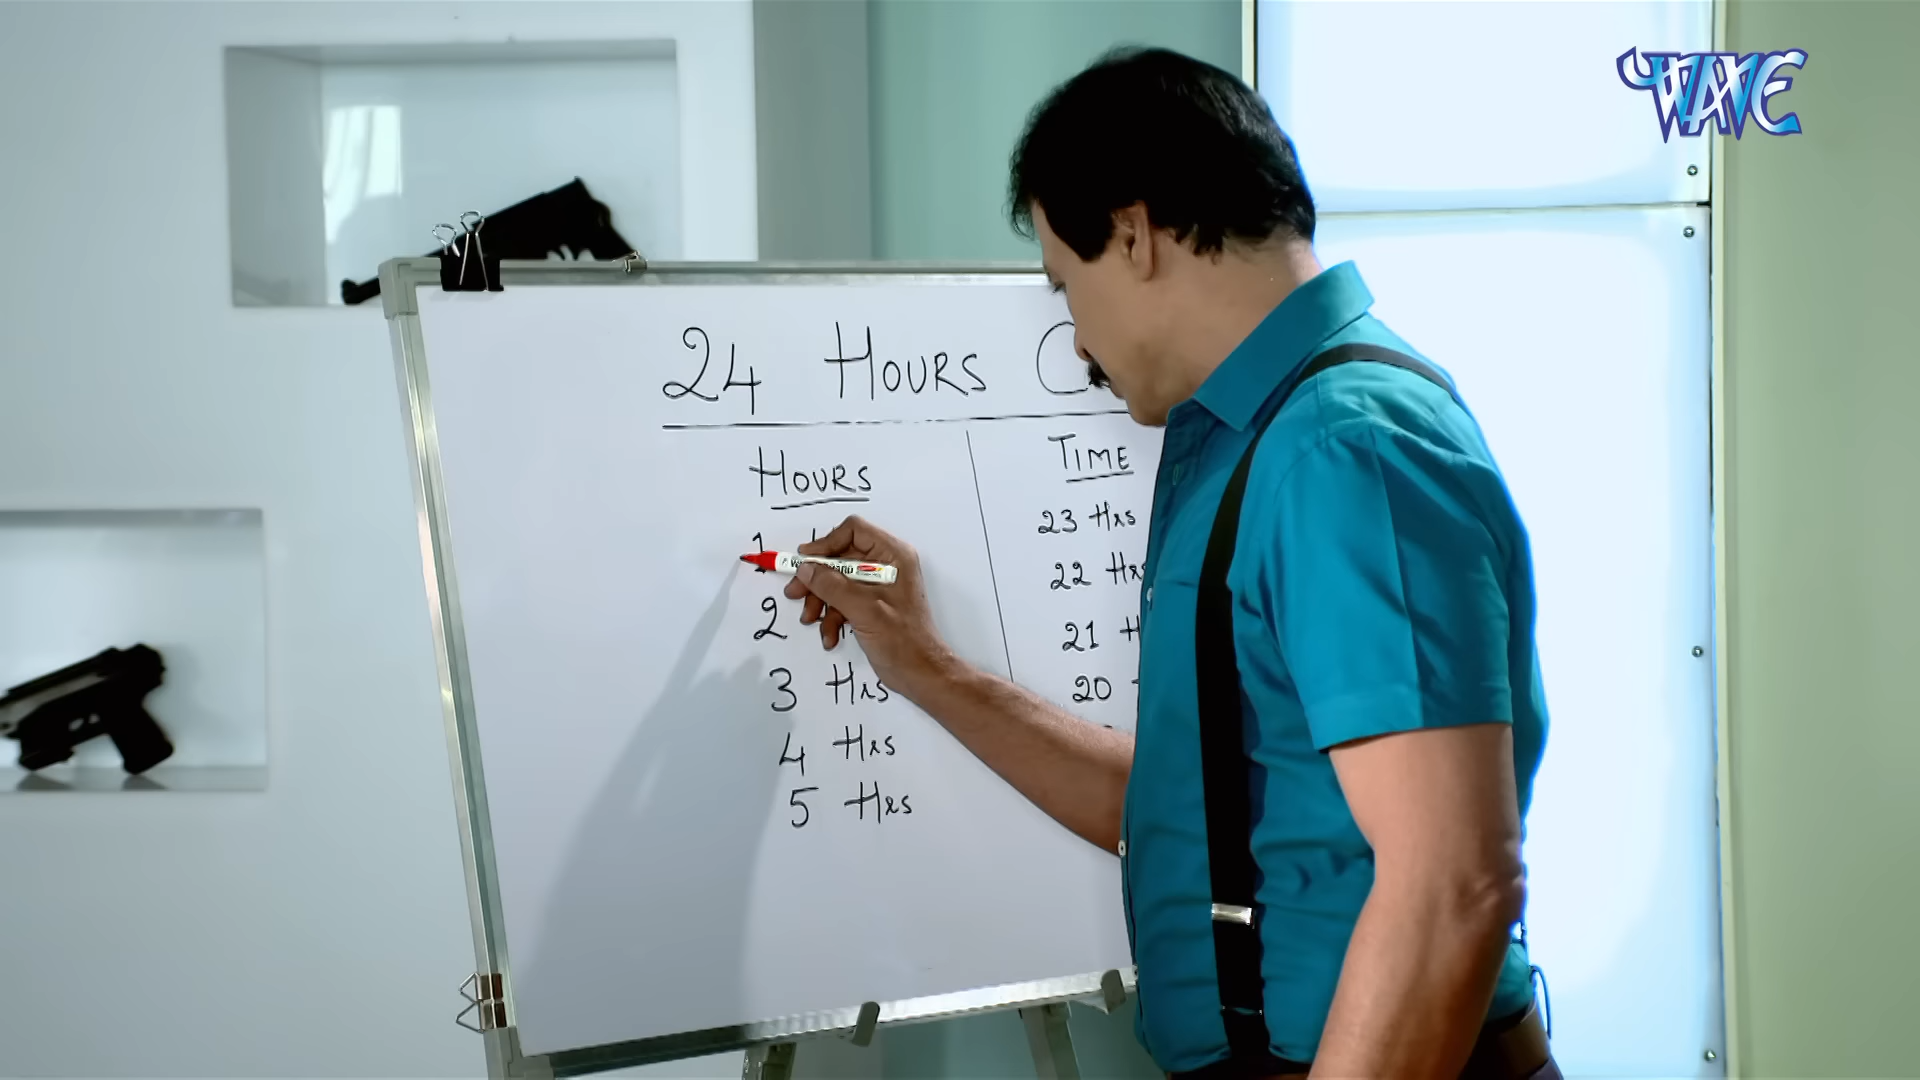 WAVE
24 HOURS
HOURS
TIME
1
23 Hrs
2
22 Hrs
3 Hrs
21
4 Hrs
20
5 Hrs